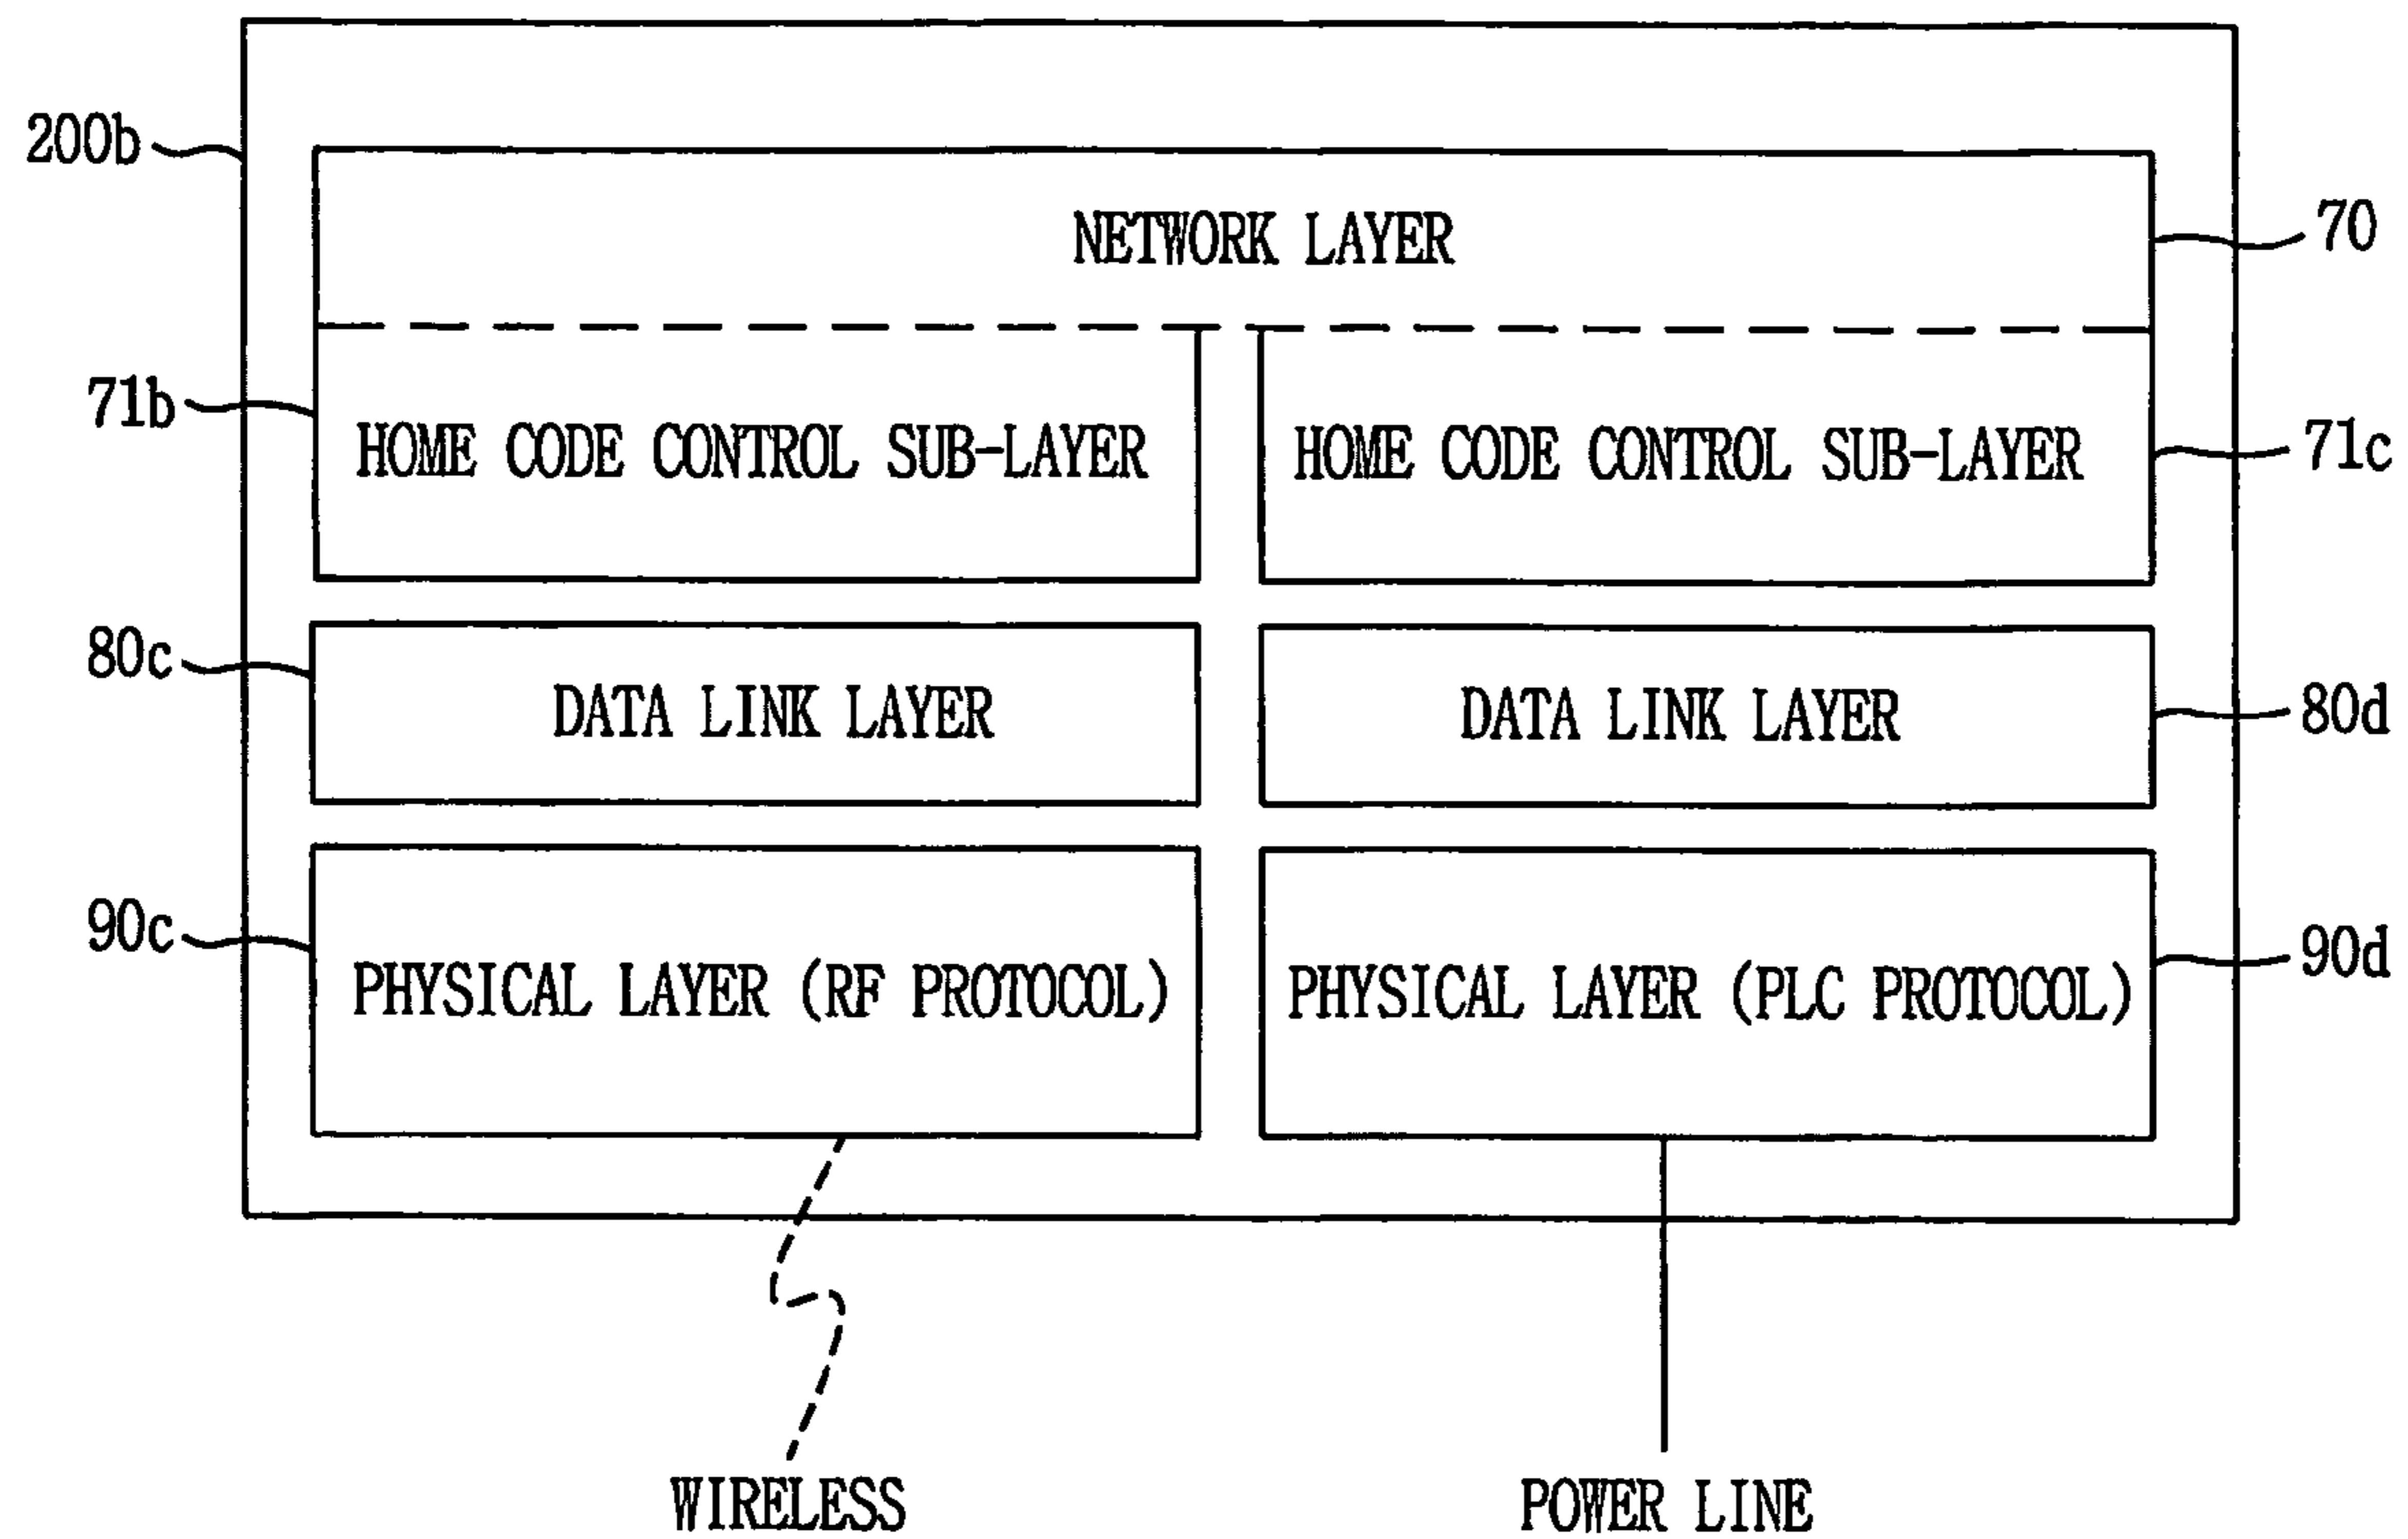 200b
NETWORK LAYER
70
71b
HOME CODE CONTROL SUB-LAYER
HOME CODE CONTROL SUB-LAYER
71c
80c
DATA LINK LAYER
DATA LINK LAYER
80d
90c
PHYSICAL LAYER (RF PROTOCOL)
PHYSICAL LAYER (PLC PROTOCOL)
90d
WIRELESS
POWER LINE